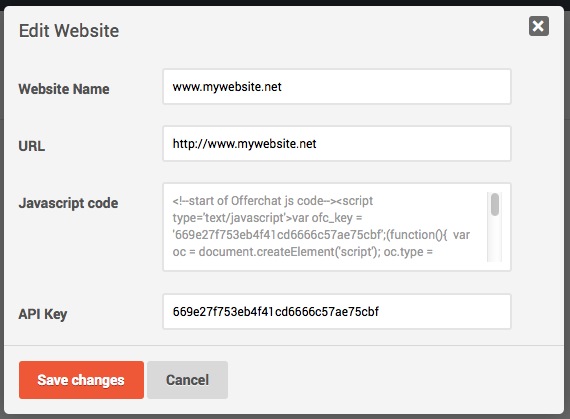 Edit Website
Website Name
www.mywebsite.net
URL
http://www.mywebsite.net
Javascript code
<!--start of Offerchat js code--><script
type='text/javascript'>var ofc_key =
'669e27f753eb4f41cd6666c57ae75cbf';(function(){  var
oc = document.createElement('script'); oc.type =
API Key
669e27f753eb4f41cd6666c57ae75cbf
Save changes
Cancel